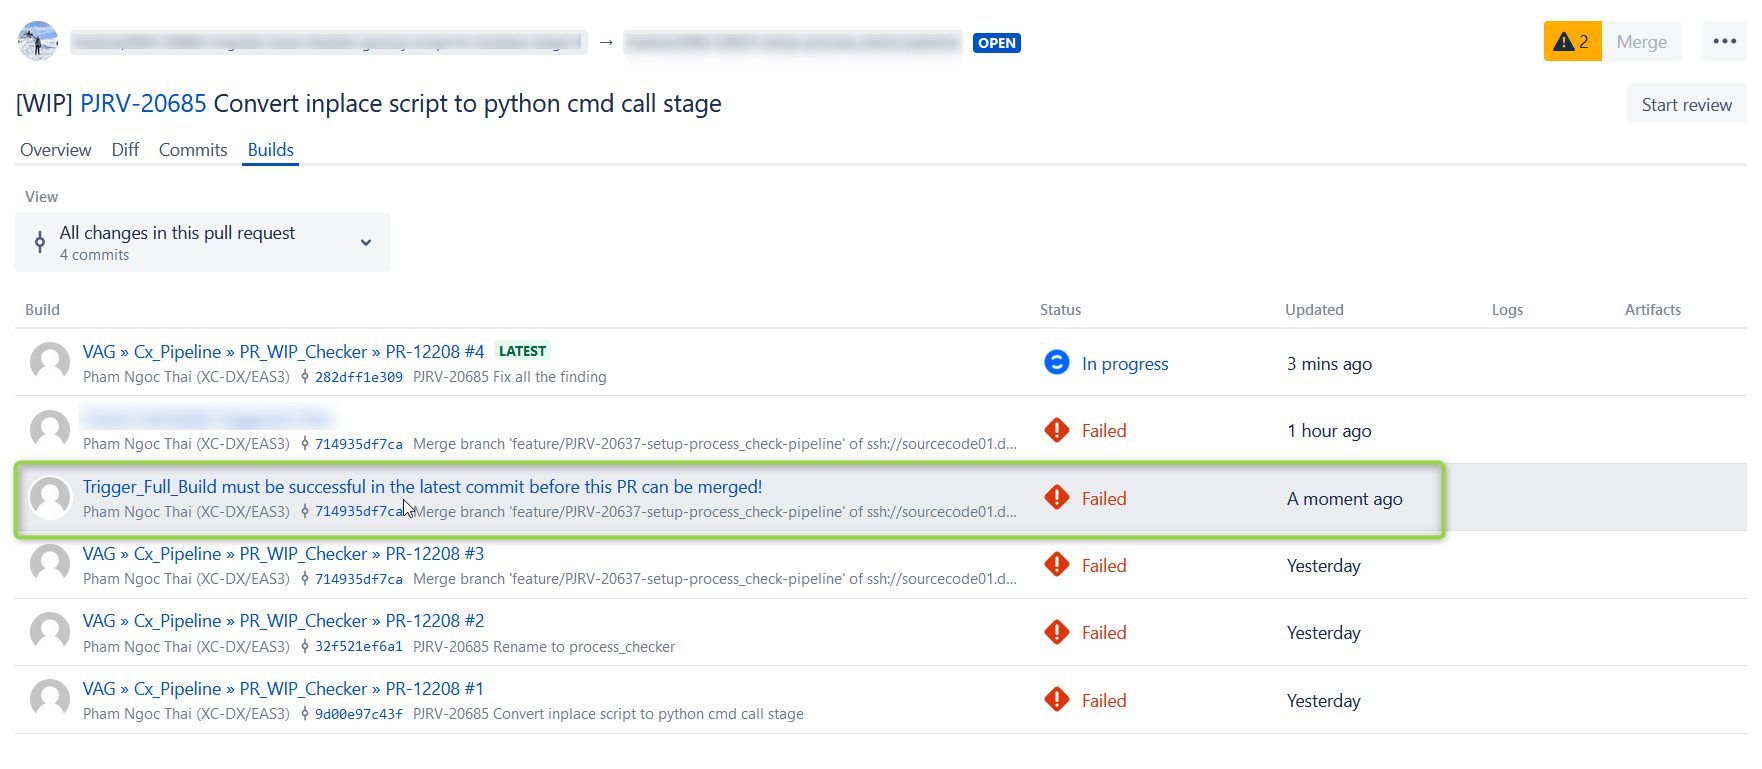 → OPEN 2 Merge
[WIP] PJRV-20685 Convert inplace script to python cmd call stage
Start review
Overview Diff Commits Builds
View
All changes in this pull request
4 commits
Build Status Updated Logs Artifacts
VAG » Cx_Pipeline » PR_WIP_Checker » PR-12208 #4 LATEST
Pham Ngoc Thai (XC-DX/EAS3) 282dff1e309 PJRV-20685 Fix all the finding
In progress 3 mins ago
Pham Ngoc Thai (XC-DX/EAS3) 714935df7ca Merge branch 'feature/PJRV-20637-setup-process_check-pipeline' of ssh://sourcecode01.d...
Failed 1 hour ago
Trigger_Full_Build must be successful in the latest commit before this PR can be merged!
Pham Ngoc Thai (XC-DX/EAS3) 714935df7ca Merge branch 'feature/PJRV-20637-setup-process_check-pipeline' of ssh://sourcecode01.d...
Failed A moment ago
VAG » Cx_Pipeline » PR_WIP_Checker » PR-12208 #3
Pham Ngoc Thai (XC-DX/EAS3) 714935df7ca Merge branch 'feature/PJRV-20637-setup-process_check-pipeline' of ssh://sourcecode01.d...
Failed Yesterday
VAG » Cx_Pipeline » PR_WIP_Checker » PR-12208 #2
Pham Ngoc Thai (XC-DX/EAS3) 32f521ef6a1 PJRV-20685 Rename to process_checker
Failed Yesterday
VAG » Cx_Pipeline » PR_WIP_Checker » PR-12208 #1
Pham Ngoc Thai (XC-DX/EAS3) 9d00e97c43f PJRV-20685 Convert inplace script to python cmd call stage
Failed Yesterday